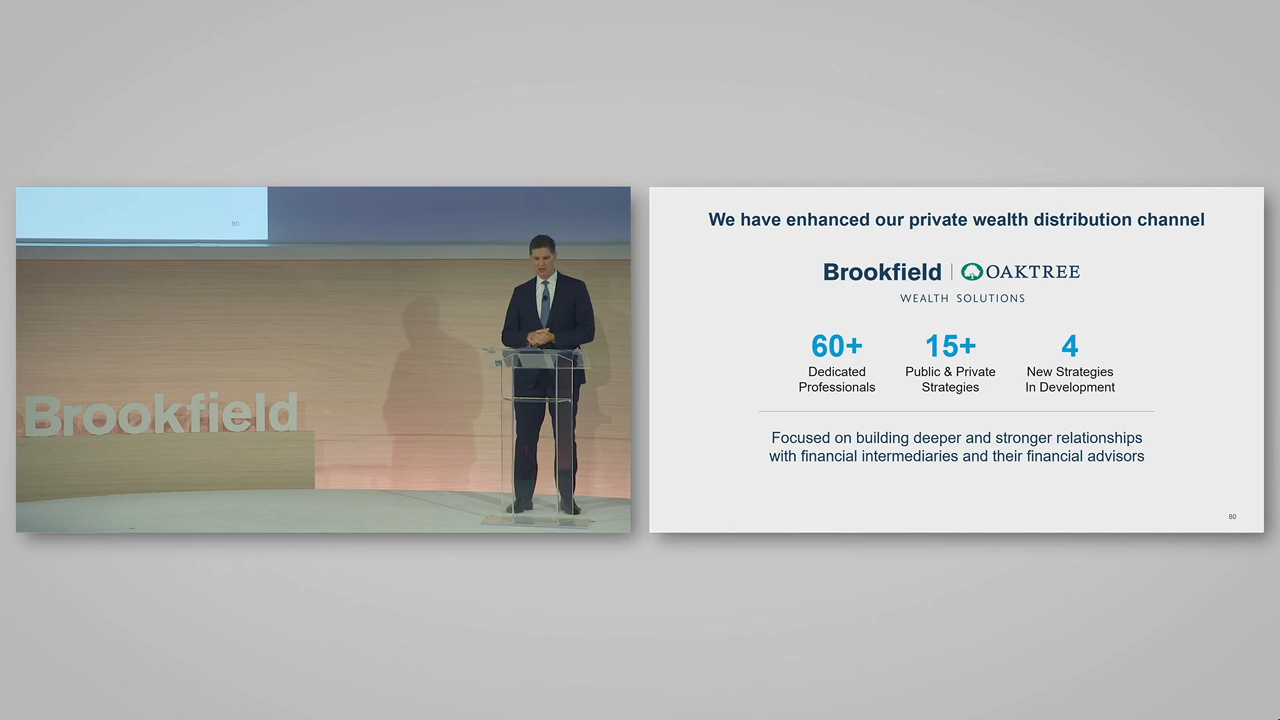 80
Brookfield
We have enhanced our private wealth distribution channel
Brookfield | OAKTREE
WEALTH SOLUTIONS
60+ 15+ 4
Dedicated Public & Private New Strategies
Professionals Strategies In Development
Focused on building deeper and stronger relationships
with financial intermediaries and their financial advisors
80